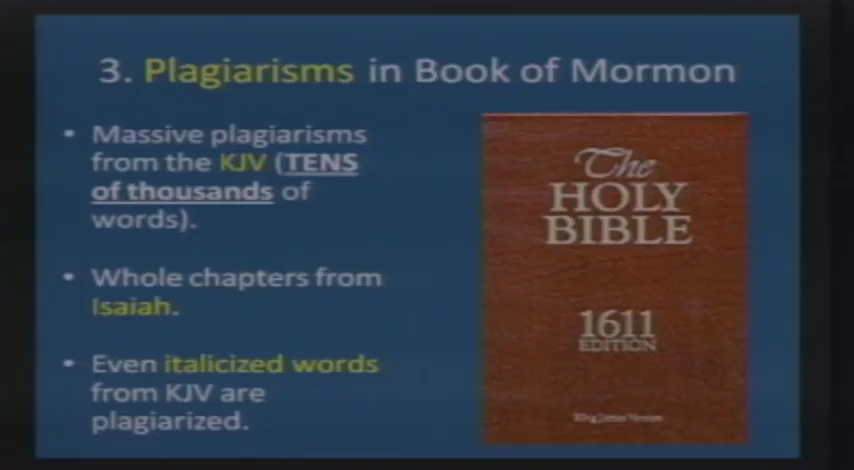 3. Plagiarisms in Book of Mormon
• Massive plagiarisms
from the KJV (TENS
of thousands of
words).
• Whole chapters from
Isaiah.
• Even italicized words
from KJV are
plagiarized.
The
HOLY
BIBLE
1611
EDITION
King James Version